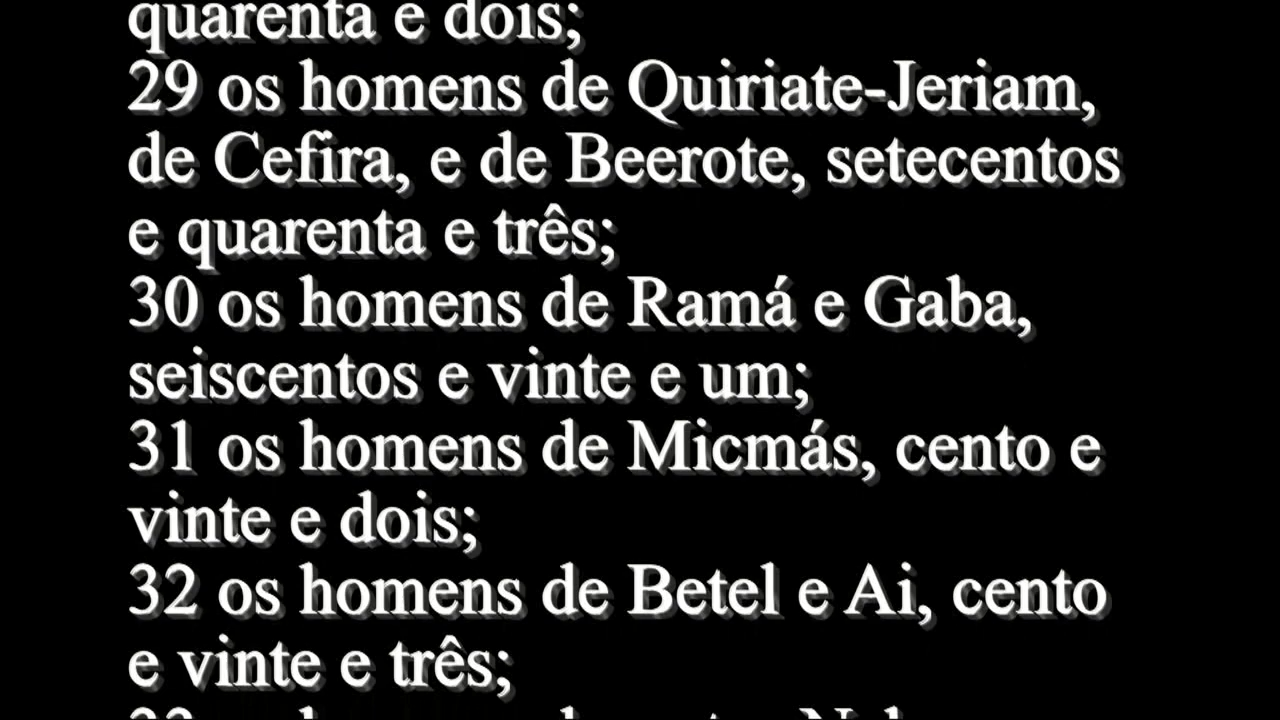 quarenta e dois;
29 os homens de Quiriate-Jeriam,
de Cefira, e de Beerote, setecentos
e quarenta e três;
30 os homens de Ramá e Gaba,
seiscentos e vinte e um;
31 os homens de Micmás, cento e
vinte e dois;
32 os homens de Betel e Ai, cento
e vinte e três;